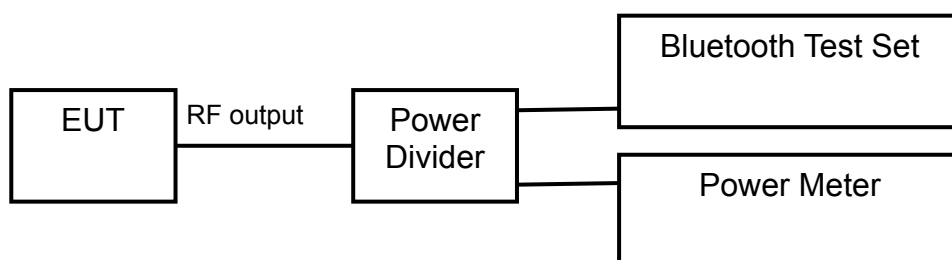 EUT
RF output
Power
Divider
Bluetooth Test Set
Power Meter